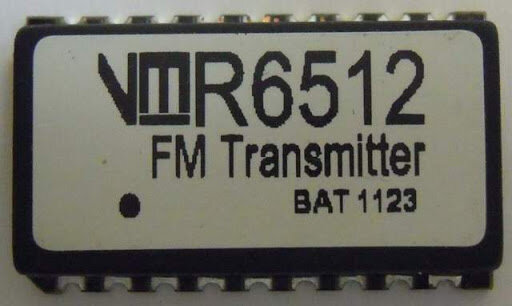 VMR6512
FM Transmitter
BAT 1123